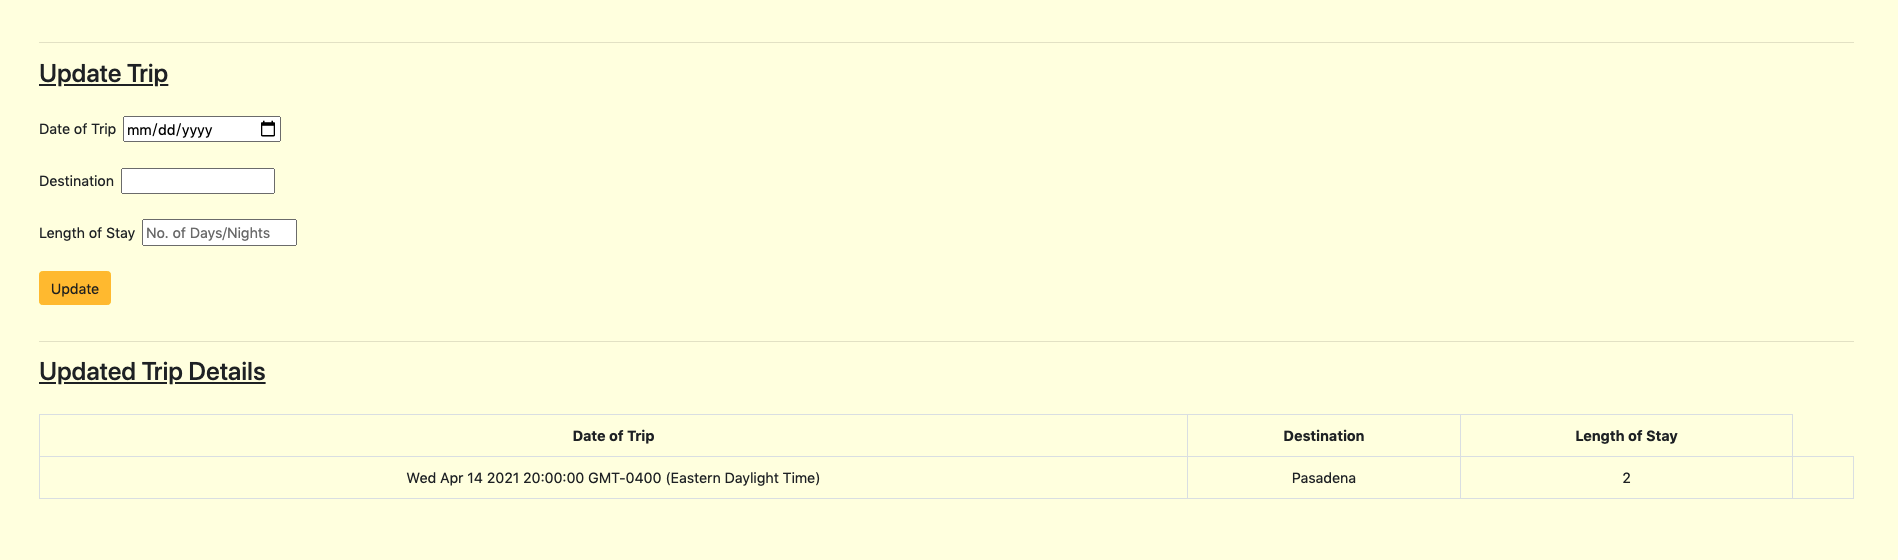 Update Trip
Date of Trip mm/dd/yyyy
Destination
Length of Stay No. of Days/Nights
Update
Updated Trip Details
Date of Trip Destination Length of Stay
Wed Apr 14 2021 20:00:00 GMT-0400 (Eastern Daylight Time) Pasadena 2